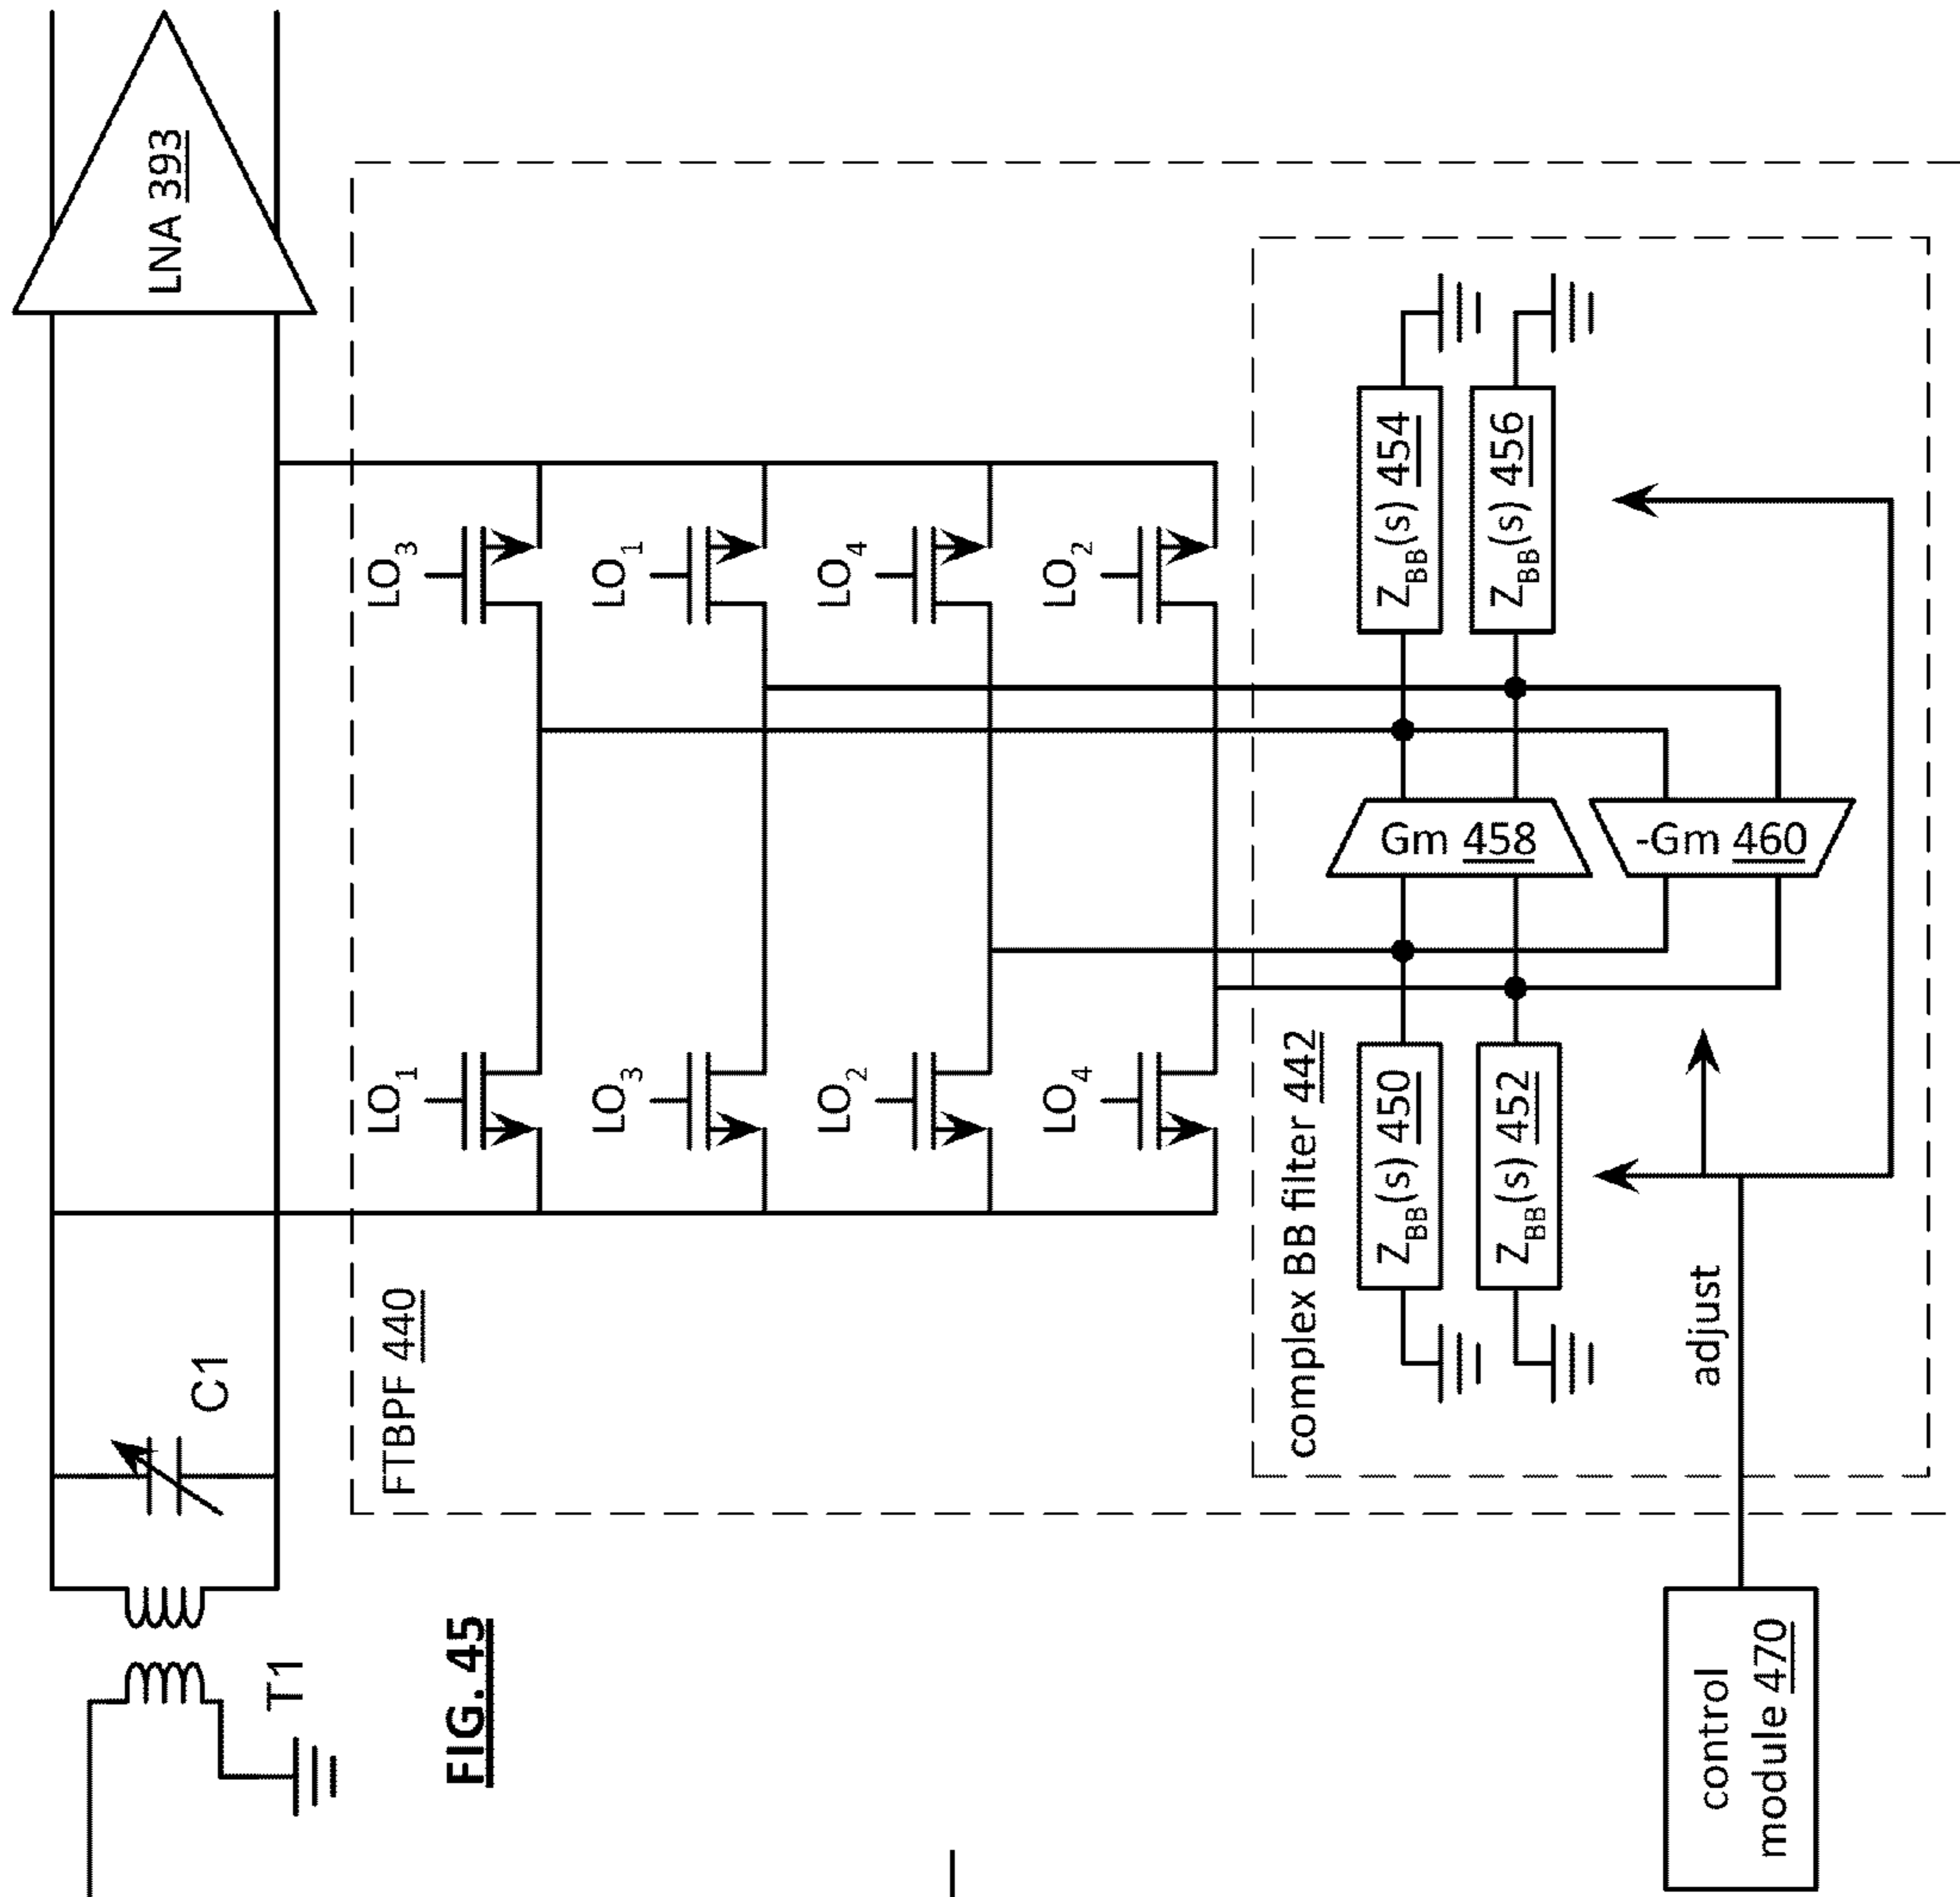 LNA 393
C1
T1
FIG. 45
FTBPF 440
LO1
LO3
LO3
LO1
LO2
LO4
LO4
LO2
complex BB filter 442
ZBB(s) 450
ZBB(s) 454
ZBB(s) 452
ZBB(s) 456
Gm 458
-Gm 460
adjust
control
module 470